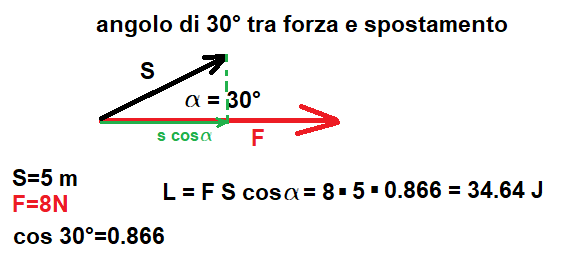 angolo di 30° tra forza e spostamento
S
α = 30°
s cosα
F
S=5 m
F=8N
cos 30°=0.866
L = F S cosα = 8▪5▪0.866 = 34.64 J